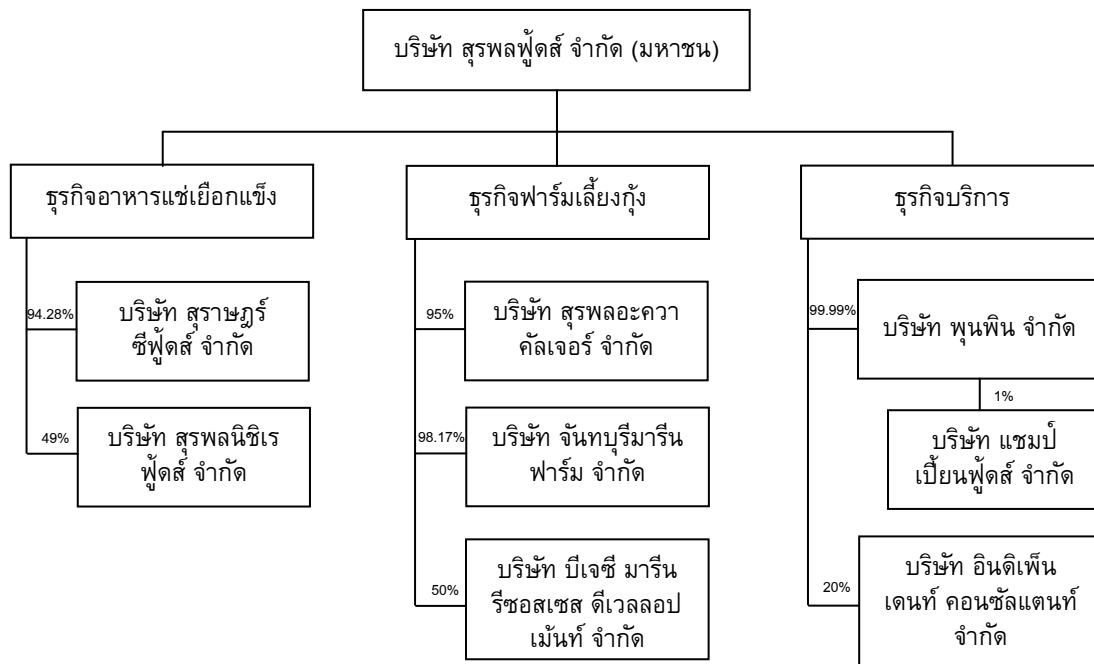 บริษัท สุรพลฟู้ดส์ จำกัด (มหาชน)
ธุรกิจอาหารแช่เยือกแข็ง
94.28%
บริษัท สุราษฎร์
ซีฟู้ดส์ จำกัด
49%
บริษัท สุรพลนิชิเร
ฟู้ดส์ จำกัด
ธุรกิจฟาร์มเลี้ยงกุ้ง
95%
บริษัท สุรพลอะควา
คัลเจอร์ จำกัด
98.17%
บริษัท จันทบุรีมารีน
ฟาร์ม จำกัด
50%
บริษัท บีเจซี มารีน
รีซอสเซส ดีเวลลอป
เม้นท์ จำกัด
ธุรกิจบริการ
99.99%
บริษัท พุนพิน จำกัด
1%
บริษัท แชมป์
เปี้ยนฟู้ดส์ จำกัด
20%
บริษัท อินดิเพ็น
เดนท์ คอนซัลแตนท์
จำกัด